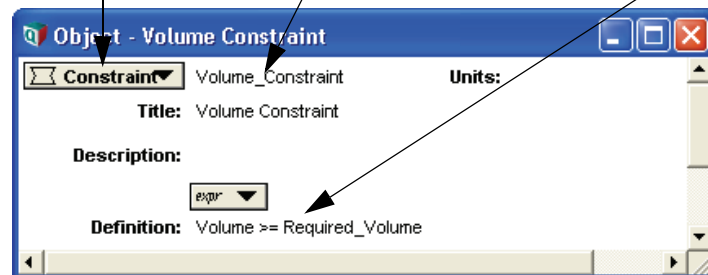 Object - Volume Constraint
Constraint Volume_Constraint Units:
Title: Volume Constraint
Description:
expr
Definition: Volume >= Required_Volume